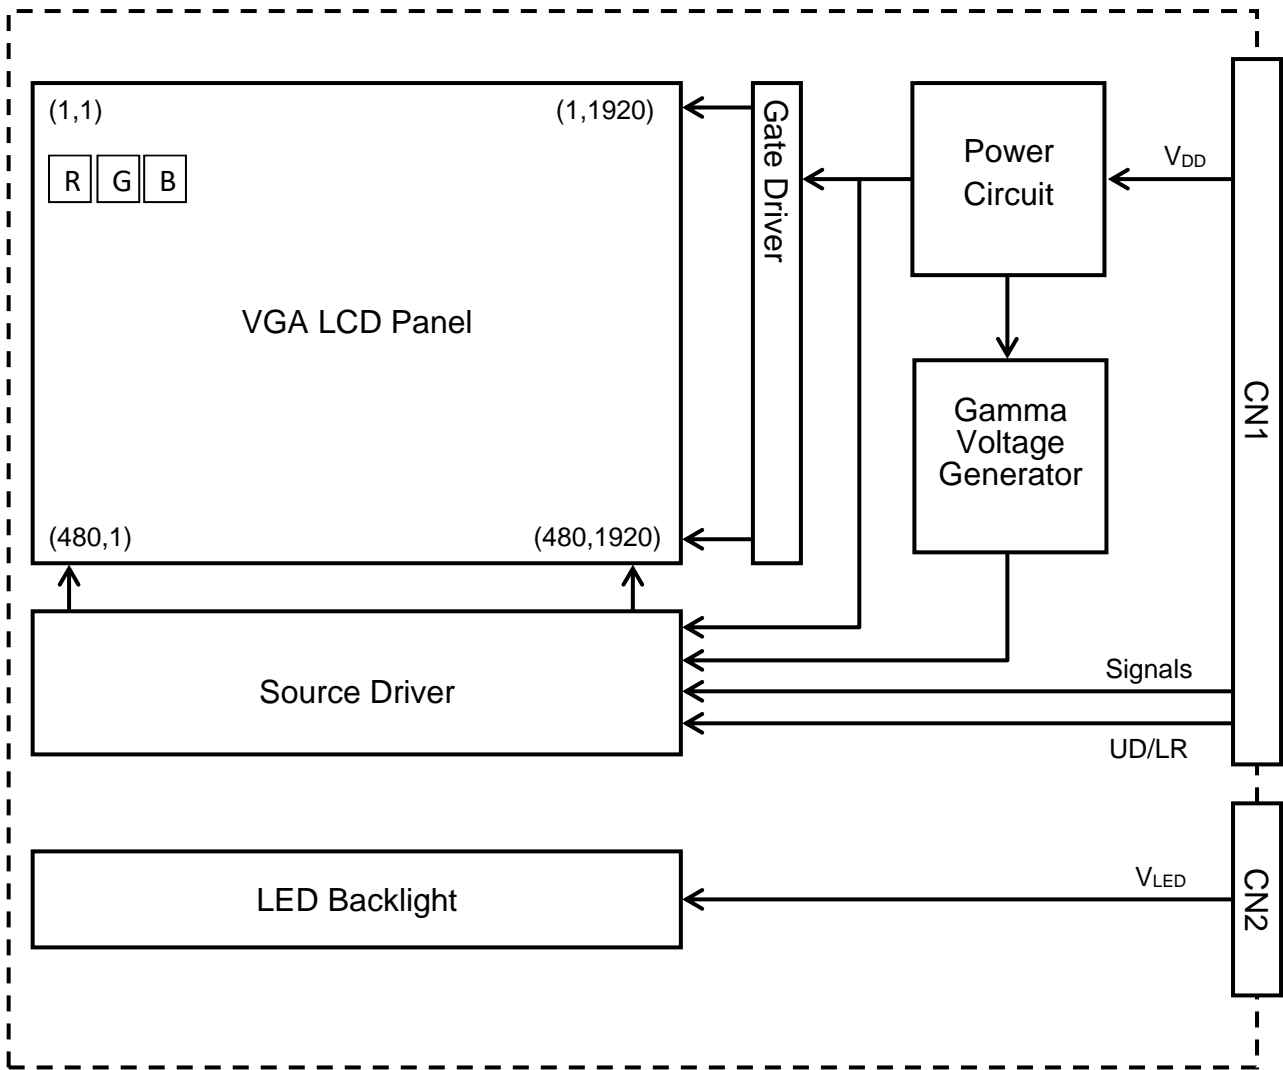 (1,1)
(1,1920)
R G B
VGA LCD Panel
(480,1)
(480,1920)
Gate Driver
Power
Circuit
VDD
Gamma
Voltage
Generator
CN1
Source Driver
Signals
UD/LR
LED Backlight
VLED
CN2